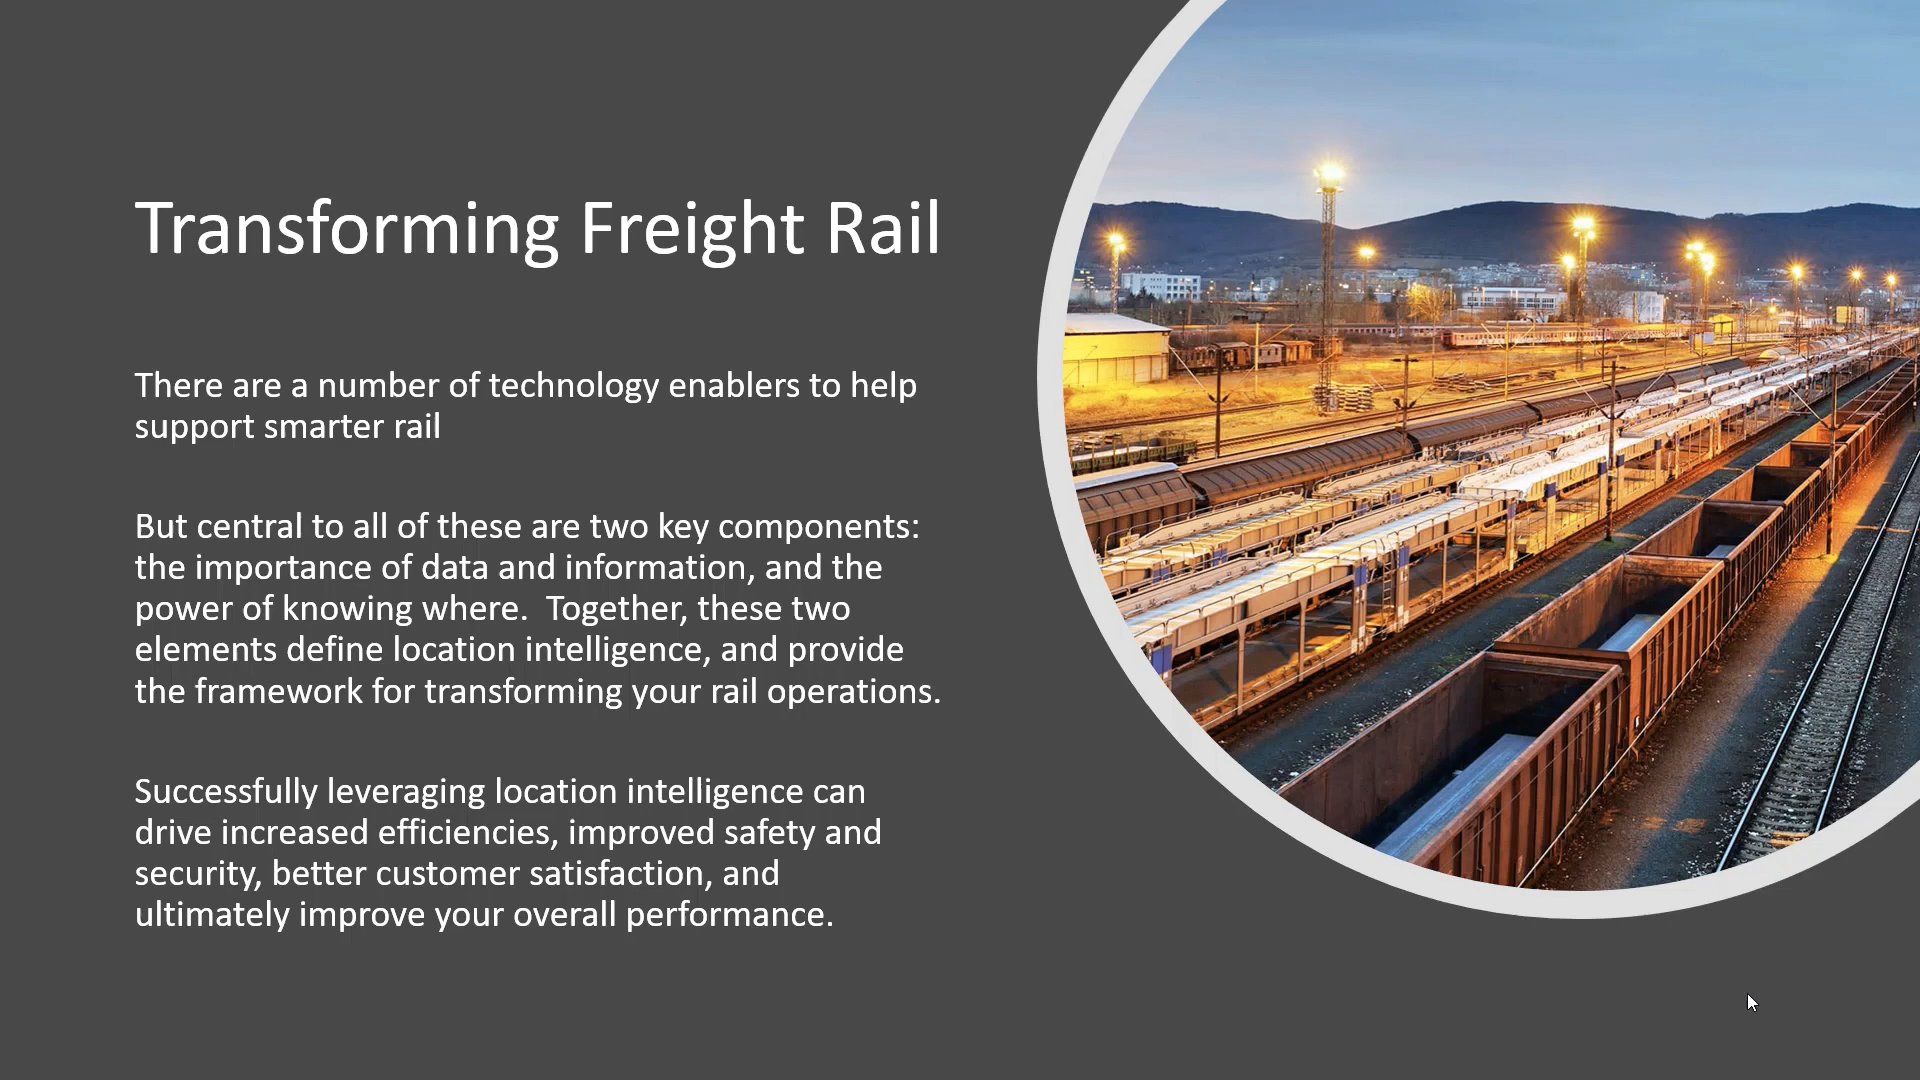 Transforming Freight Rail
There are a number of technology enablers to help
support smarter rail
But central to all of these are two key components:
the importance of data and information, and the
power of knowing where.  Together, these two
elements define location intelligence, and provide
the framework for transforming your rail operations.
Successfully leveraging location intelligence can
drive increased efficiencies, improved safety and
security, better customer satisfaction, and
ultimately improve your overall performance.